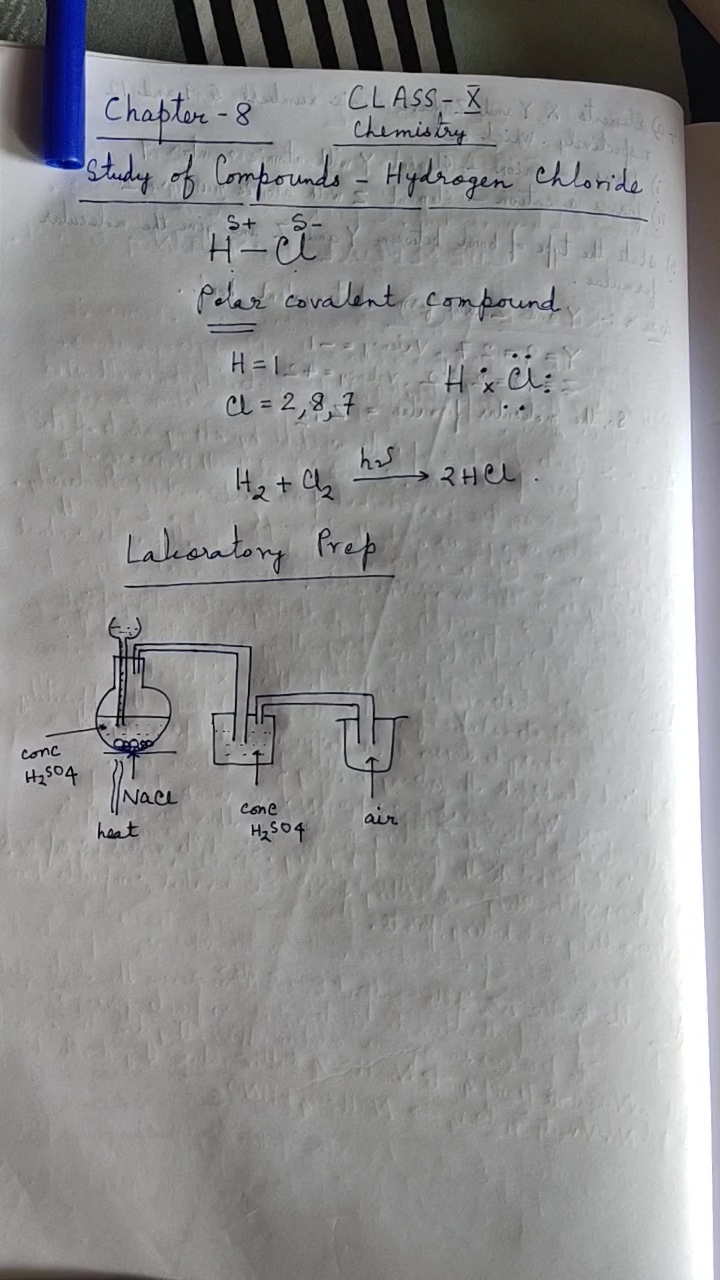 Chapter - 8
CLASS - X
Chemistry
Study of Compounds - Hydrogen Chloride
δ+ δ-
H — Cl
Polar covalent compound
H = 1
Cl = 2, 8, 7
H •x Cl
H2 + Cl2 hν → 2HCl .
Laboratory Prep
conc
H2SO4
NaCl
heat
conc
H2SO4
air